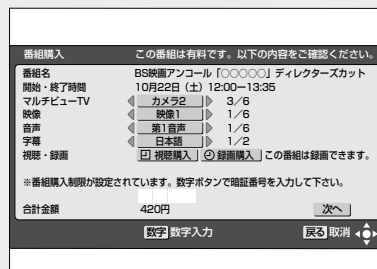 番組購入 この番組は有料です。以下の内容をご確認ください。
番組名 BS映画アンコール「○○○○○」ディレクターズカット
開始・終了時間 10月22日(土)12:00ー13:35
マルチビューTV カメラ2 3/6
映像 映像1 1/6
音声 第1音声 1/6
字幕 日本語 1/2
視聴・録画 視聴購入 録画購入 この番組は録画できます。
※番組購入制限が設定されています。数字ボタンで暗証番号を入力して下さい。
合計金額 420円 次へ
数字 数字入力 戻る 取消